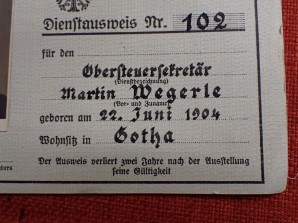 Dienstausweis Nr. 102
für den
Obersteuersekretär
(Dienstbezeichnung)
Martin Wegerle
(Vor- und Zuname)
geboren am 22. Juni 1904
Wohnsitz in Gotha
Der Ausweis verliert zwei Jahre nach der Ausstellung
seine Gültigkeit